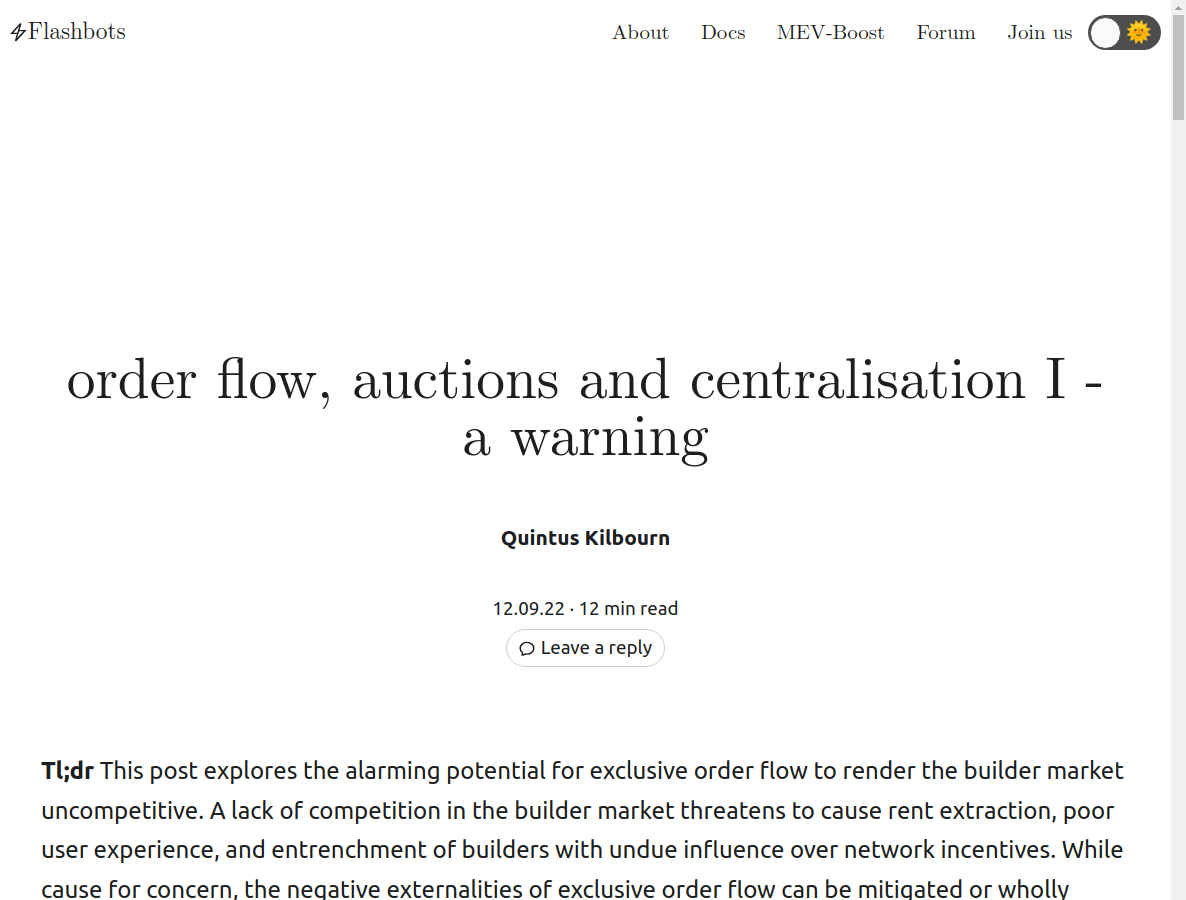 Flashbots
About Docs MEV-Boost Forum Join us
order flow, auctions and centralisation I -
a warning
Quintus Kilbourn
12.09.22 · 12 min read
Leave a reply
Tl;dr This post explores the alarming potential for exclusive order flow to render the builder market
uncompetitive. A lack of competition in the builder market threatens to cause rent extraction, poor
user experience, and entrenchment of builders with undue influence over network incentives. While
cause for concern, the negative externalities of exclusive order flow can be mitigated or wholly